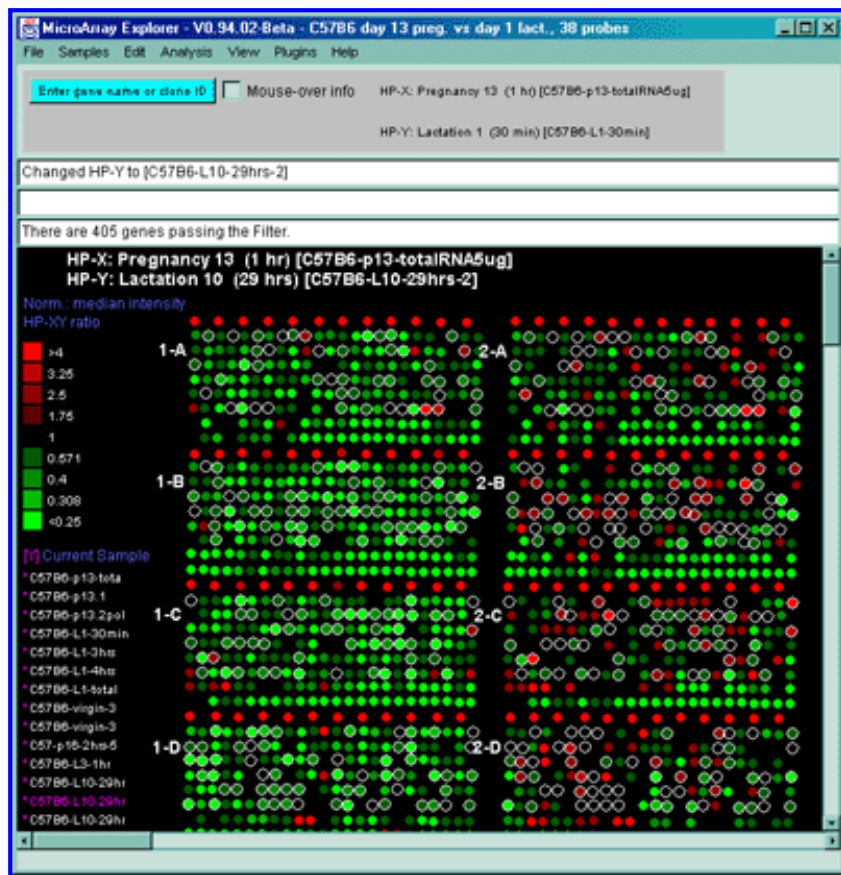 MicroArray Explorer - V0.94.02-Beta - C57B6 day 13 preg. vs day 1 lact., 38 probes
File Samples Edit Analysis View Plugins Help
Enter gene name or clone ID Mouse-over info HP-X: Pregnancy 13 (1 hr) [C57B6-p13-totalRNA5ug]
HP-Y: Lactation 1 (30 min) [C57B6-L1-30min]
Changed HP-Y to [C57B6-L10-29hrs-2]
There are 405 genes passing the Filter.
HP-X: Pregnancy 13 (1 hr) [C57B6-p13-totalRNA5ug]
HP-Y: Lactation 10 (29 hrs) [C57B6-L10-29hrs-2]
Norm.: median intensity
HP-XY ratio
>4
3.25
2.5
1.75
1
0.571
0.4
0.308
<0.25
1-A 2-A
1-B 2-B
1-C 2-C
1-D 2-D
[Y] Current Sample
*C57B6-p13-tota
*C57B6-p13.1
*C57B6-p13.2pol
*C57B6-L1-30min
*C57B6-L1-3hrs
*C57B6-L1-4hrs
*C57B6-L1-total
*C57B6-virgin-3
*C57B6-virgin-3
*C57-p16-2hrs-5
*C57B6-L3-1hr
*C57B6-L10-29hr
*C57B6-L10-29hr
*C57B6-L10-29hr